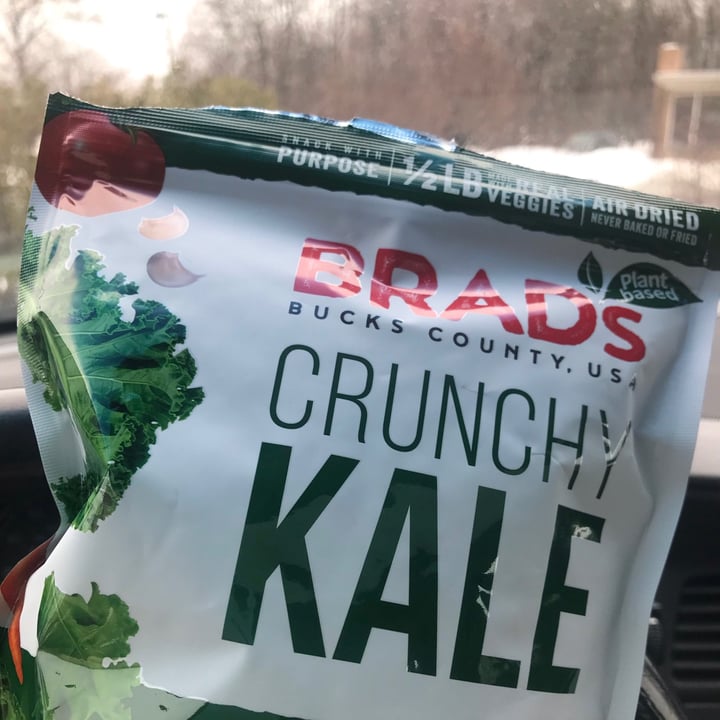 SNACK WITH
PURPOSE
1/2 LB
REAL
VEGGIES
AIR DRIED
NEVER BAKED OR FRIED
BRADS
Plant
based
BUCKS COUNTY, USA
CRUNCHY
KALE